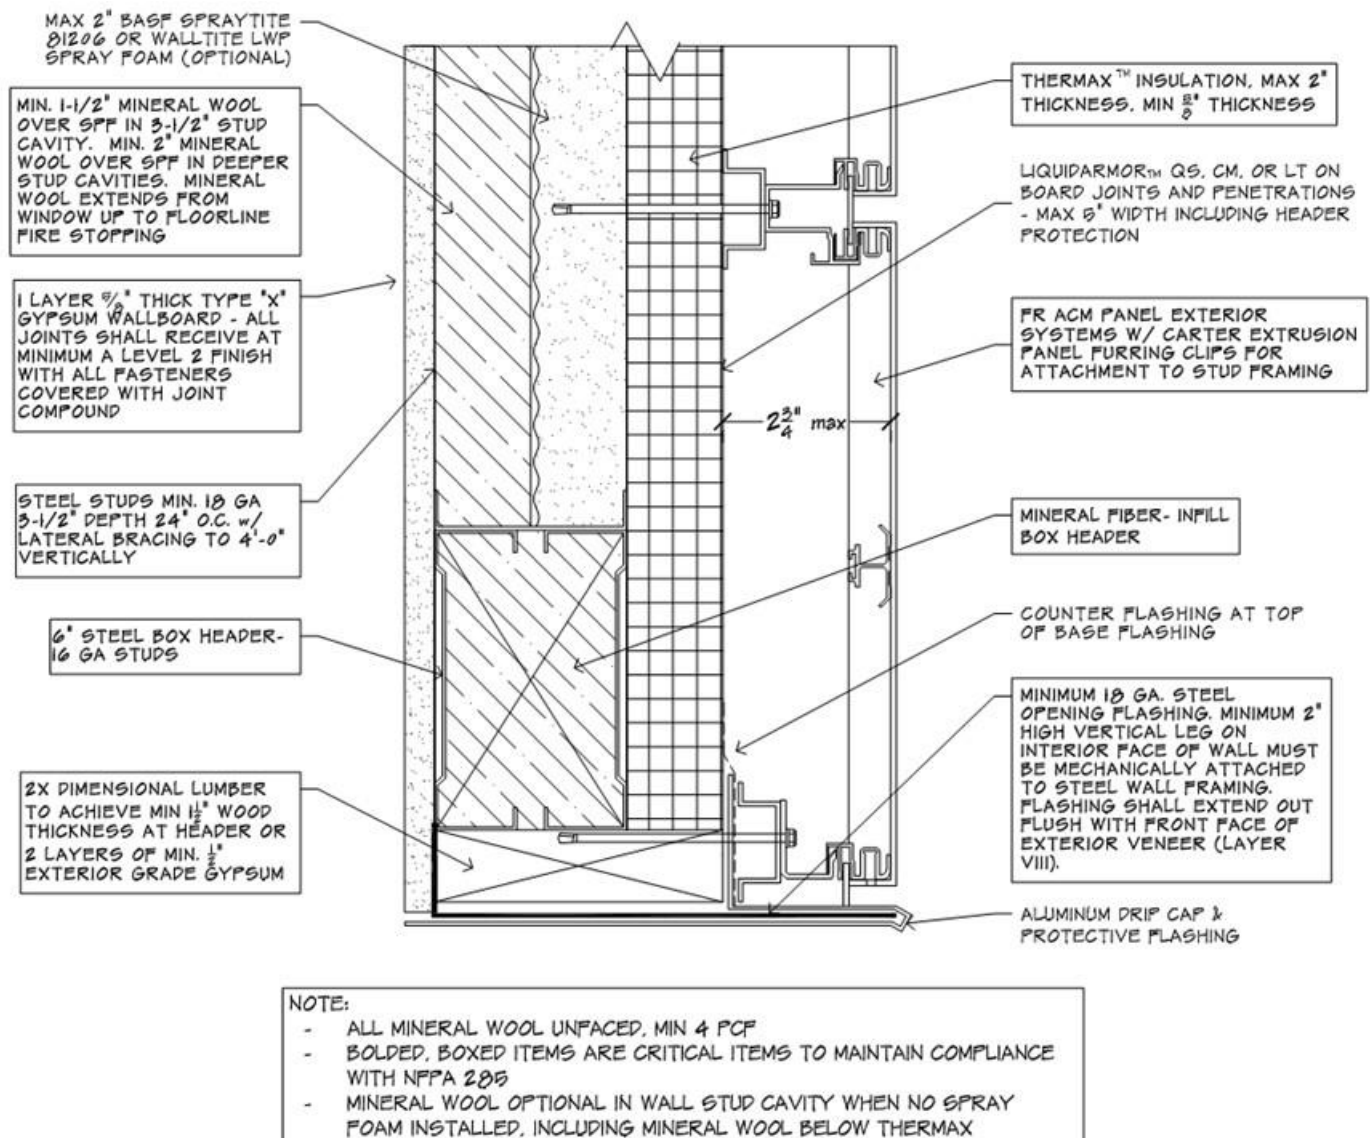 MAX 2" BASF SPRAYTITE
81206 OR WALLTITE LWP
SPRAY FOAM (OPTIONAL)
MIN. 1-1/2" MINERAL WOOL
OVER SPF IN 3-1/2" STUD
CAVITY. MIN. 2" MINERAL
WOOL OVER SPF IN DEEPER
STUD CAVITIES. MINERAL
WOOL EXTENDS FROM
WINDOW UP TO FLOORLINE
FIRE STOPPING
1 LAYER 5/8" THICK TYPE "X"
GYPSUM WALLBOARD - ALL
JOINTS SHALL RECEIVE AT
MINIMUM A LEVEL 2 FINISH
WITH ALL FASTENERS
COVERED WITH JOINT
COMPOUND
STEEL STUDS MIN. 18 GA
3-1/2" DEPTH 24" O.C. w/
LATERAL BRACING TO 4'-0"
VERTICALLY
6" STEEL BOX HEADER-
16 GA STUDS
2X DIMENSIONAL LUMBER
TO ACHIEVE MIN 1 1/2" WOOD
THICKNESS AT HEADER OR
2 LAYERS OF MIN. 1/2"
EXTERIOR GRADE GYPSUM
THERMAX™ INSULATION, MAX 2"
THICKNESS, MIN 5/8" THICKNESS
LIQUIDARMOR™ QS, CM, OR LT ON
BOARD JOINTS AND PENETRATIONS
- MAX 5" WIDTH INCLUDING HEADER
PROTECTION
FR ACM PANEL EXTERIOR
SYSTEMS W/ CARTER EXTRUSION
PANEL FURRING CLIPS FOR
ATTACHMENT TO STUD FRAMING
2 3/4" max
MINERAL FIBER- INFILL
BOX HEADER
COUNTER FLASHING AT TOP
OF BASE FLASHING
MINIMUM 18 GA. STEEL
OPENING FLASHING. MINIMUM 2"
HIGH VERTICAL LEG ON
INTERIOR FACE OF WALL MUST
BE MECHANICALLY ATTACHED
TO STEEL WALL FRAMING.
FLASHING SHALL EXTEND OUT
FLUSH WITH FRONT FACE OF
EXTERIOR VENEER (LAYER
VIII).
ALUMINUM DRIP CAP &
PROTECTIVE FLASHING
NOTE:
- ALL MINERAL WOOL UNFACED, MIN 4 PCF
- BOLDED, BOXED ITEMS ARE CRITICAL ITEMS TO MAINTAIN COMPLIANCE
WITH NFPA 285
- MINERAL WOOL OPTIONAL IN WALL STUD CAVITY WHEN NO SPRAY
FOAM INSTALLED, INCLUDING MINERAL WOOL BELOW THERMAX